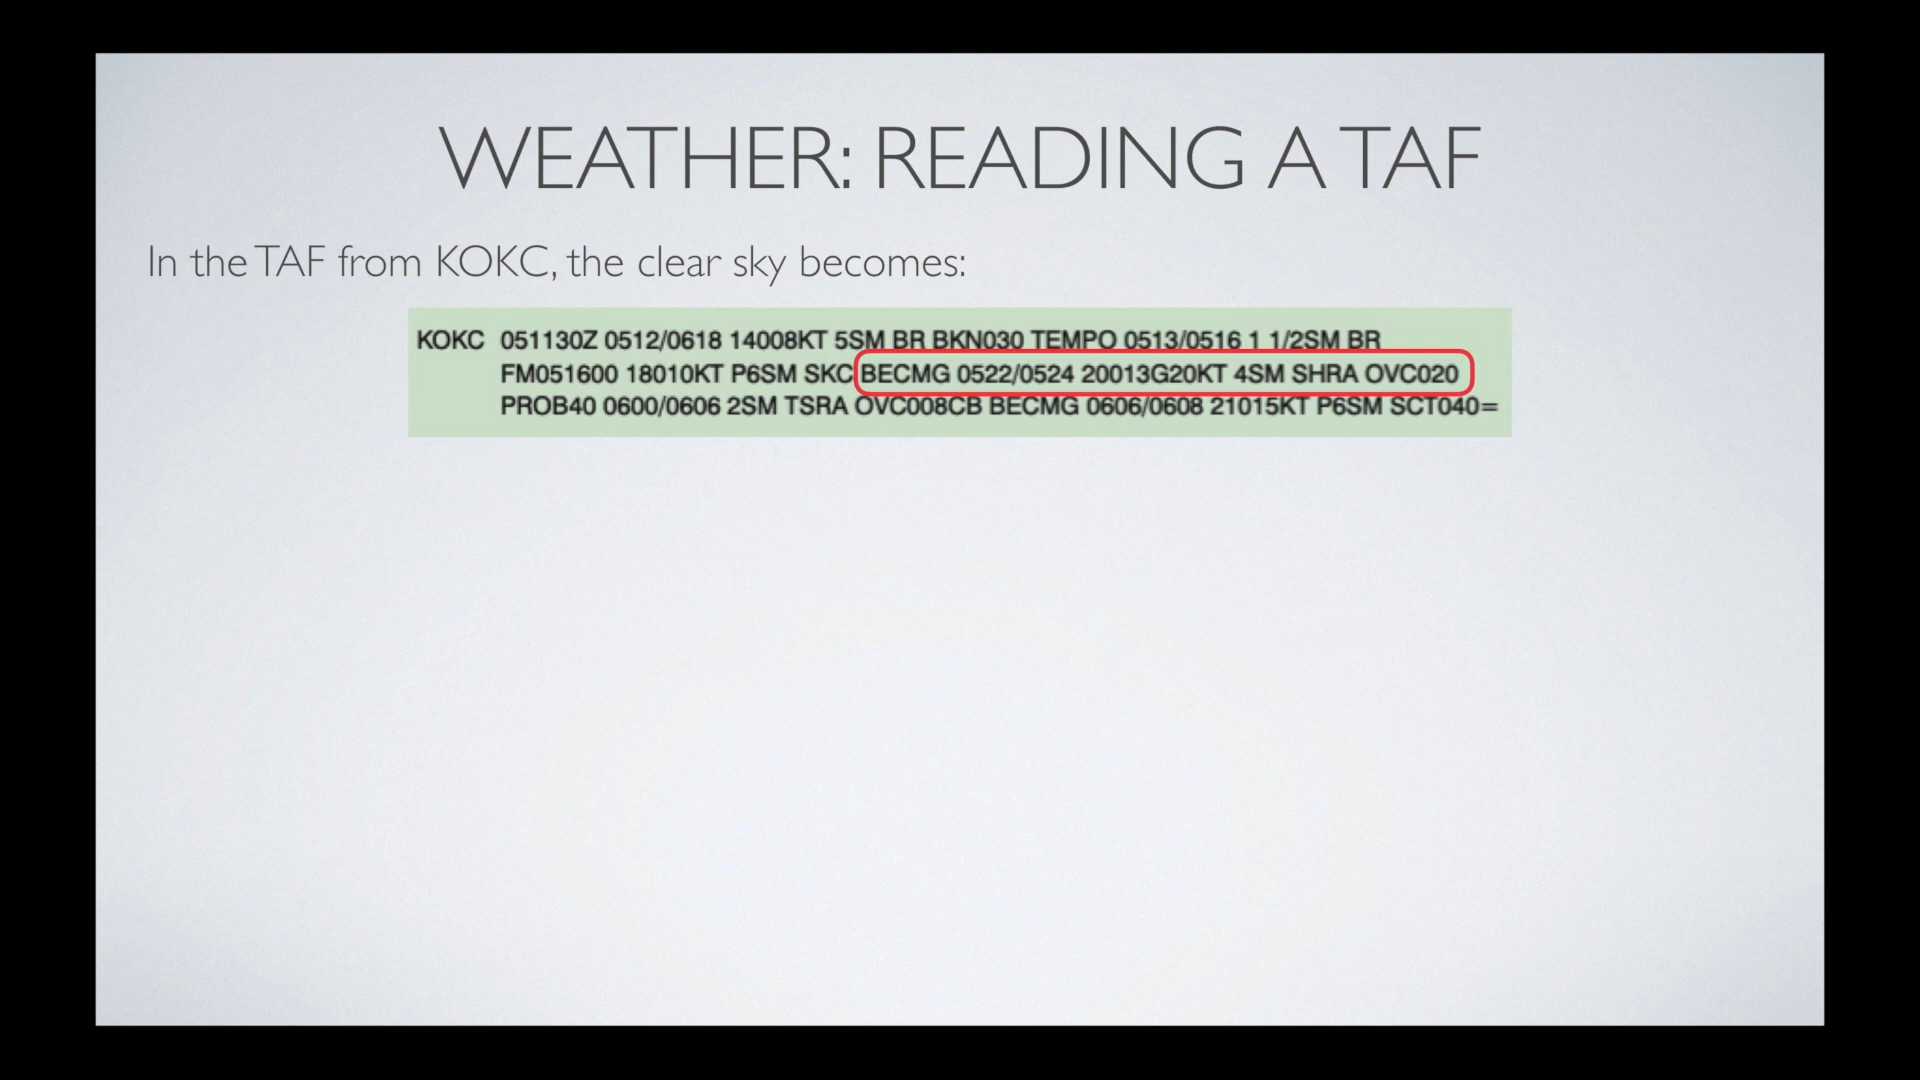 WEATHER: READING A TAF
In the TAF from KOKC, the clear sky becomes:
KOKC 051130Z 0512/0618 14008KT 5SM BR BKN030 TEMPO 0513/0516 1 1/2SM BR
FM051600 18010KT P6SM SKC BECMG 0522/0524 20013G20KT 4SM SHRA OVC020
PROB40 0600/0606 2SM TSRA OVC008CB BECMG 0606/0608 21015KT P6SM SCT040=